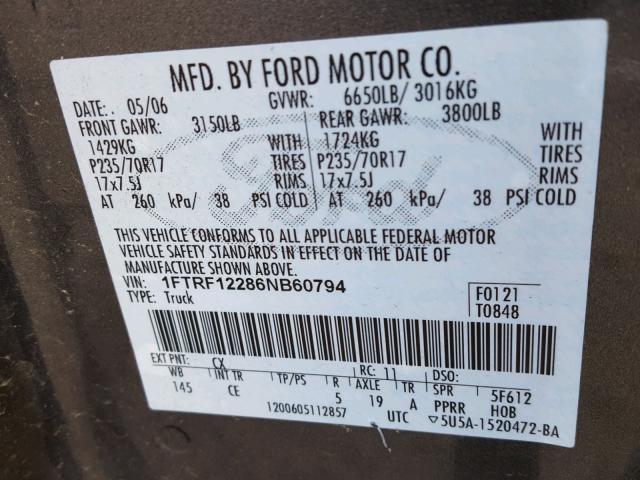 MFD. BY FORD MOTOR CO.
DATE: 05/06 GVWR: 6650LB/ 3016KG
FRONT GAWR: 3150LB REAR GAWR: 3800LB
1429KG WITH 1724KG WITH
P235/70R17 TIRES P235/70R17 TIRES
17x7.5J RIMS 17x7.5J RIMS
AT 260 kPa/ 38 PSI COLD AT 260 kPa/ 38 PSI COLD
Ford
THIS VEHICLE CONFORMS TO ALL APPLICABLE FEDERAL MOTOR
VEHICLE SAFETY STANDARDS IN EFFECT ON THE DATE OF
MANUFACTURE SHOWN ABOVE.
VIN: 1FTRF12286NB60794
TYPE: Truck
F0121
T0848
EXT PNT: CX RC: 11 DSO:
WB INT TR TP/PS R AXLE TR SPR 5F612
145 CE 5 19 A PPRR HOB
1200605112857 UTC ▽5U5A-1520472-BA